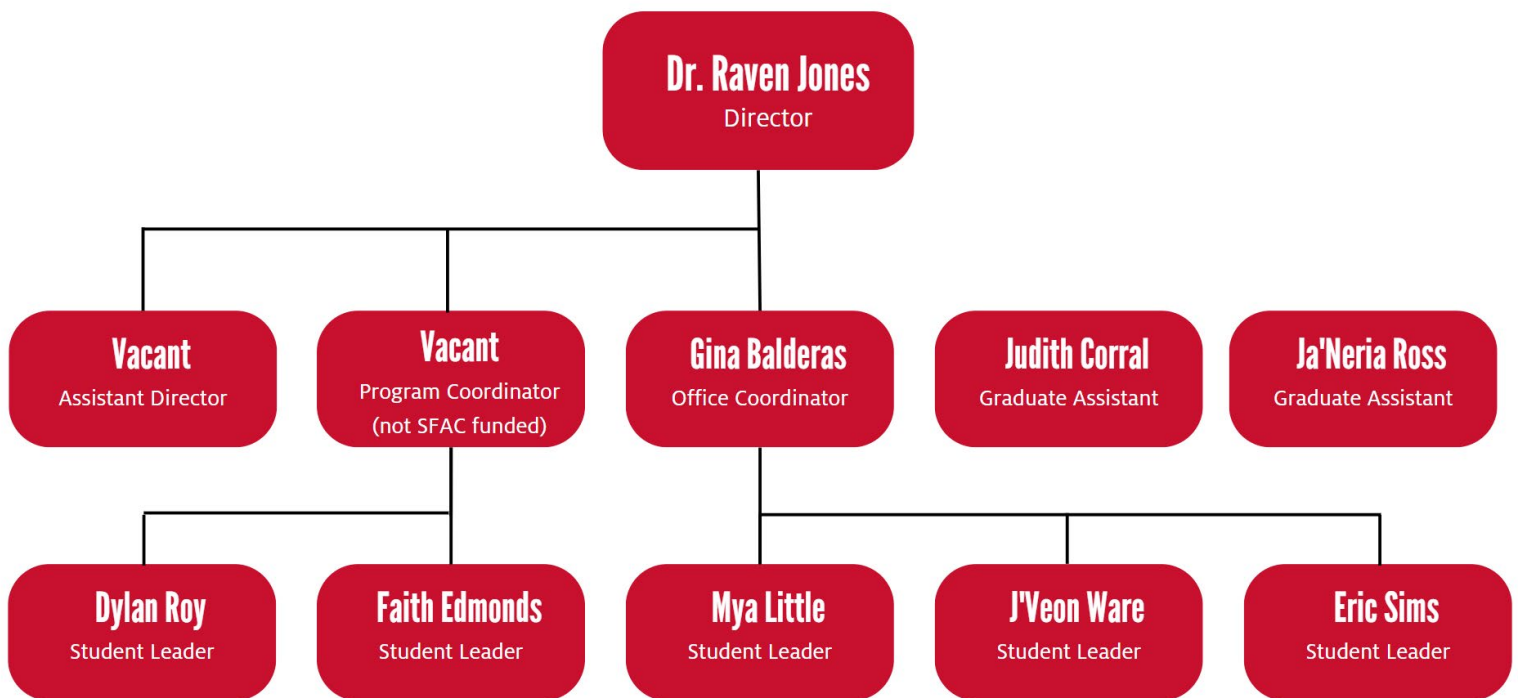 Dr. Raven Jones
Director
Vacant
Assistant Director
Vacant
Program Coordinator
(not SFAC funded)
Gina Balderas
Office Coordinator
Judith Corral
Graduate Assistant
Ja'Neria Ross
Graduate Assistant
Dylan Roy
Student Leader
Faith Edmonds
Student Leader
Mya Little
Student Leader
J'Veon Ware
Student Leader
Eric Sims
Student Leader